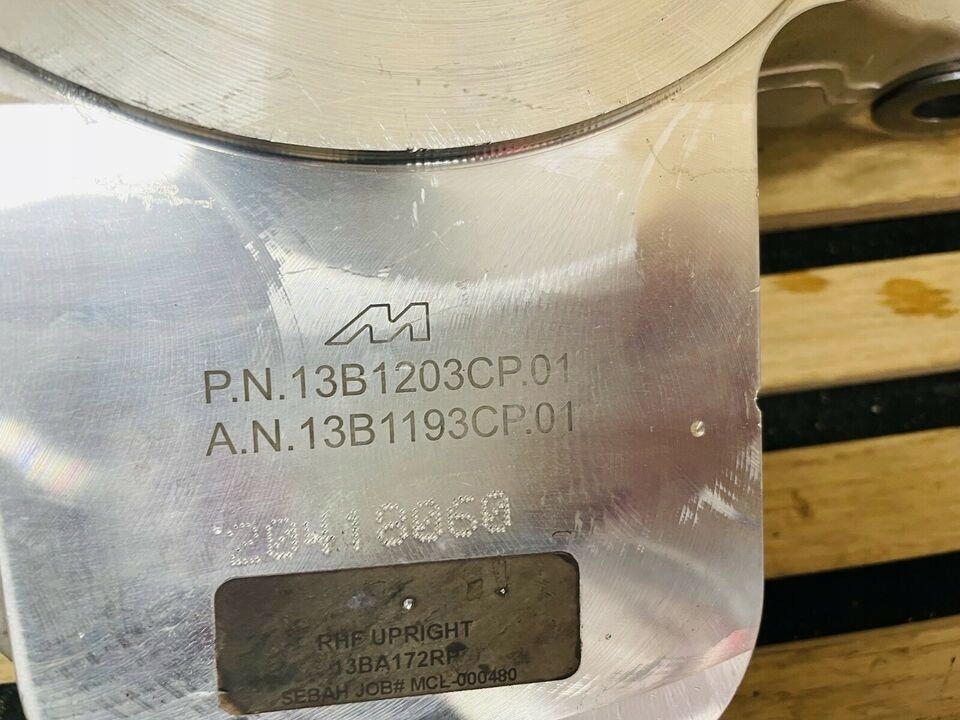 P.N.13B1203CP.01
A.N.13B1193CP.01
20418060
RHF UPRIGHT
13BA172RF
SEBAH JOB# MCL-000480